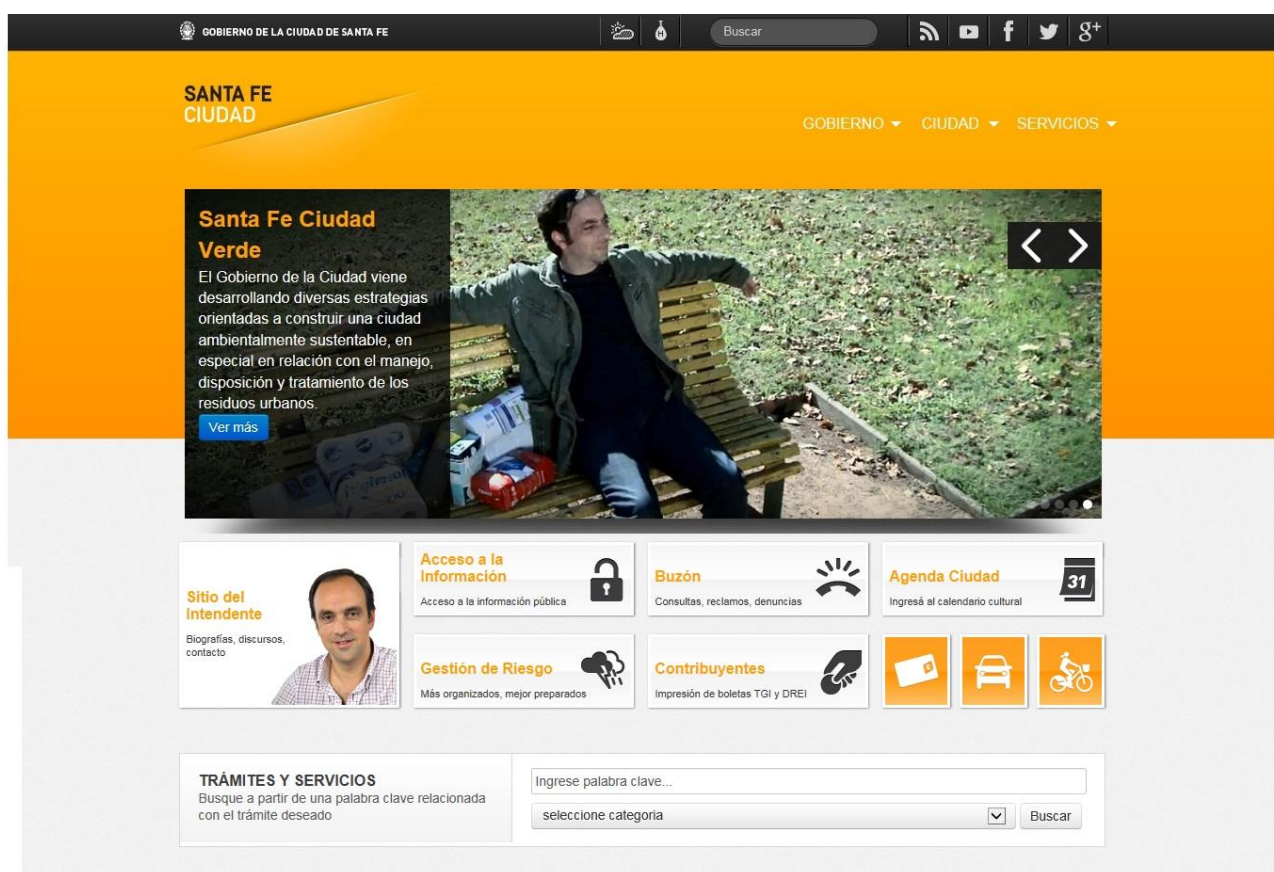 GOBIERNO DE LA CIUDAD DE SANTA FE
H
Buscar
f
g+
SANTA FE
CIUDAD
GOBIERNO
CIUDAD
SERVICIOS
Santa Fe Ciudad
Verde
El Gobierno de la Ciudad viene
desarrollando diversas estrategias
orientadas a construir una ciudad
ambientalmente sustentable, en
especial en relación con el manejo,
disposición y tratamiento de los
residuos urbanos.
Ver más
Sitio del
Intendente
Biografías, discursos,
contacto
Acceso a la
Información
Acceso a la información pública
Buzón
Consultas, reclamos, denuncias
Agenda Ciudad
Ingresá al calendario cultural
31
Gestión de Riesgo
Más organizados, mejor preparados
Contribuyentes
Impresión de boletas TGI y DREI
TRÁMITES Y SERVICIOS
Busque a partir de una palabra clave relacionada
con el trámite deseado
Ingrese palabra clave...
seleccione categoria
Buscar